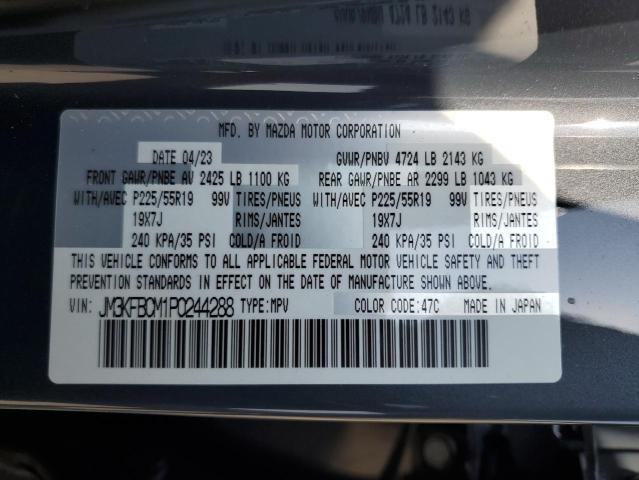 MFD. BY MAZDA MOTOR CORPORATION
DATE 04/23 GVWR/PNBV 4724 LB 2143 KG
FRONT GAWR/PNBE AV 2425 LB 1100 KG REAR GAWR/PNBE AR 2299 LB 1043 KG
WITH/AVEC P225/55R19 99V TIRES/PNEUS WITH/AVEC P225/55R19 99V TIRES/PNEUS
19X7J RIMS/JANTES 19X7J RIMS/JANTES
240 KPA/35 PSI COLD/A FROID 240 KPA/35 PSI COLD/A FROID
THIS VEHICLE CONFORMS TO ALL APPLICABLE FEDERAL MOTOR VEHICLE SAFETY AND THEFT
PREVENTION STANDARDS IN EFFECT ON THE DATE OF MANUFACTURE SHOWN ABOVE.
VIN: JM3KFBCM1P0244288 TYPE:MPV COLOR CODE:47C MADE IN JAPAN